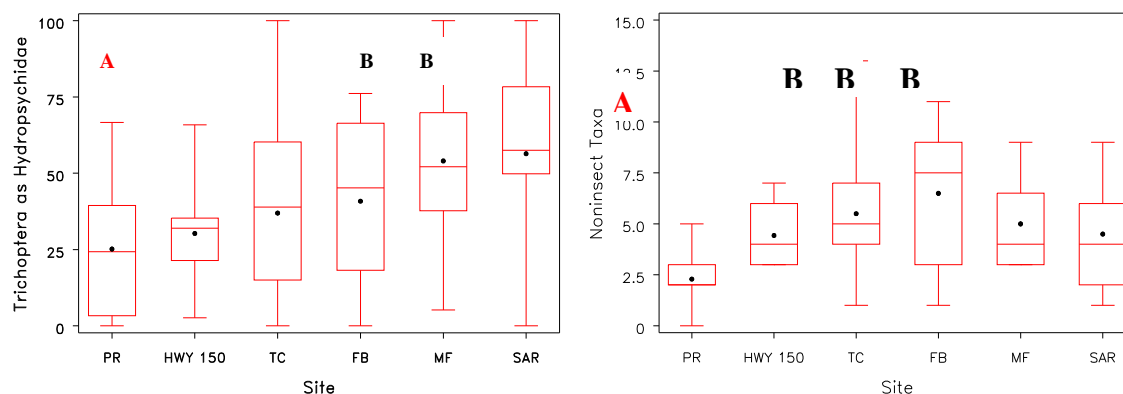 100
75
50
25
0
A
B
B
Trichoptera as Hydropsychidae
PR
HWY 150
TC
FB
MF
SAR
Site
15.0
12.5
10.0
7.5
5.0
2.5
0.0
A
B
B
B
Noninsect Taxa
PR
HWY 150
TC
FB
MF
SAR
Site